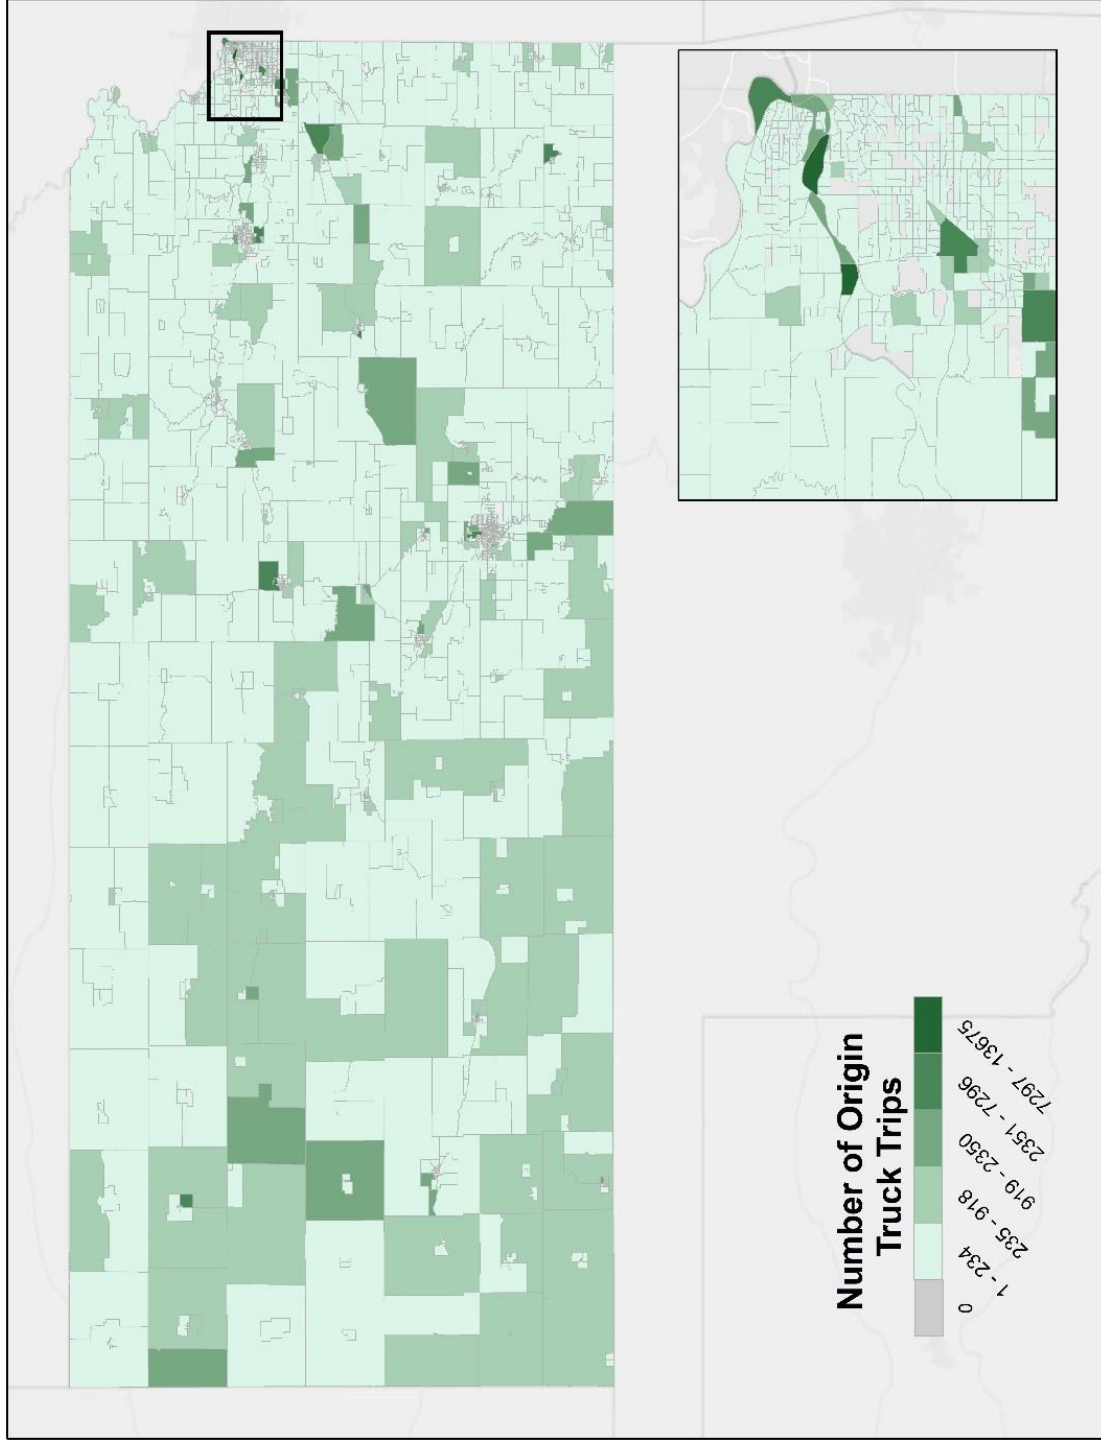 Number of Origin
Truck Trips
0
1 - 234
235 - 918
919 - 2350
2351 - 7296
7297 - 13675